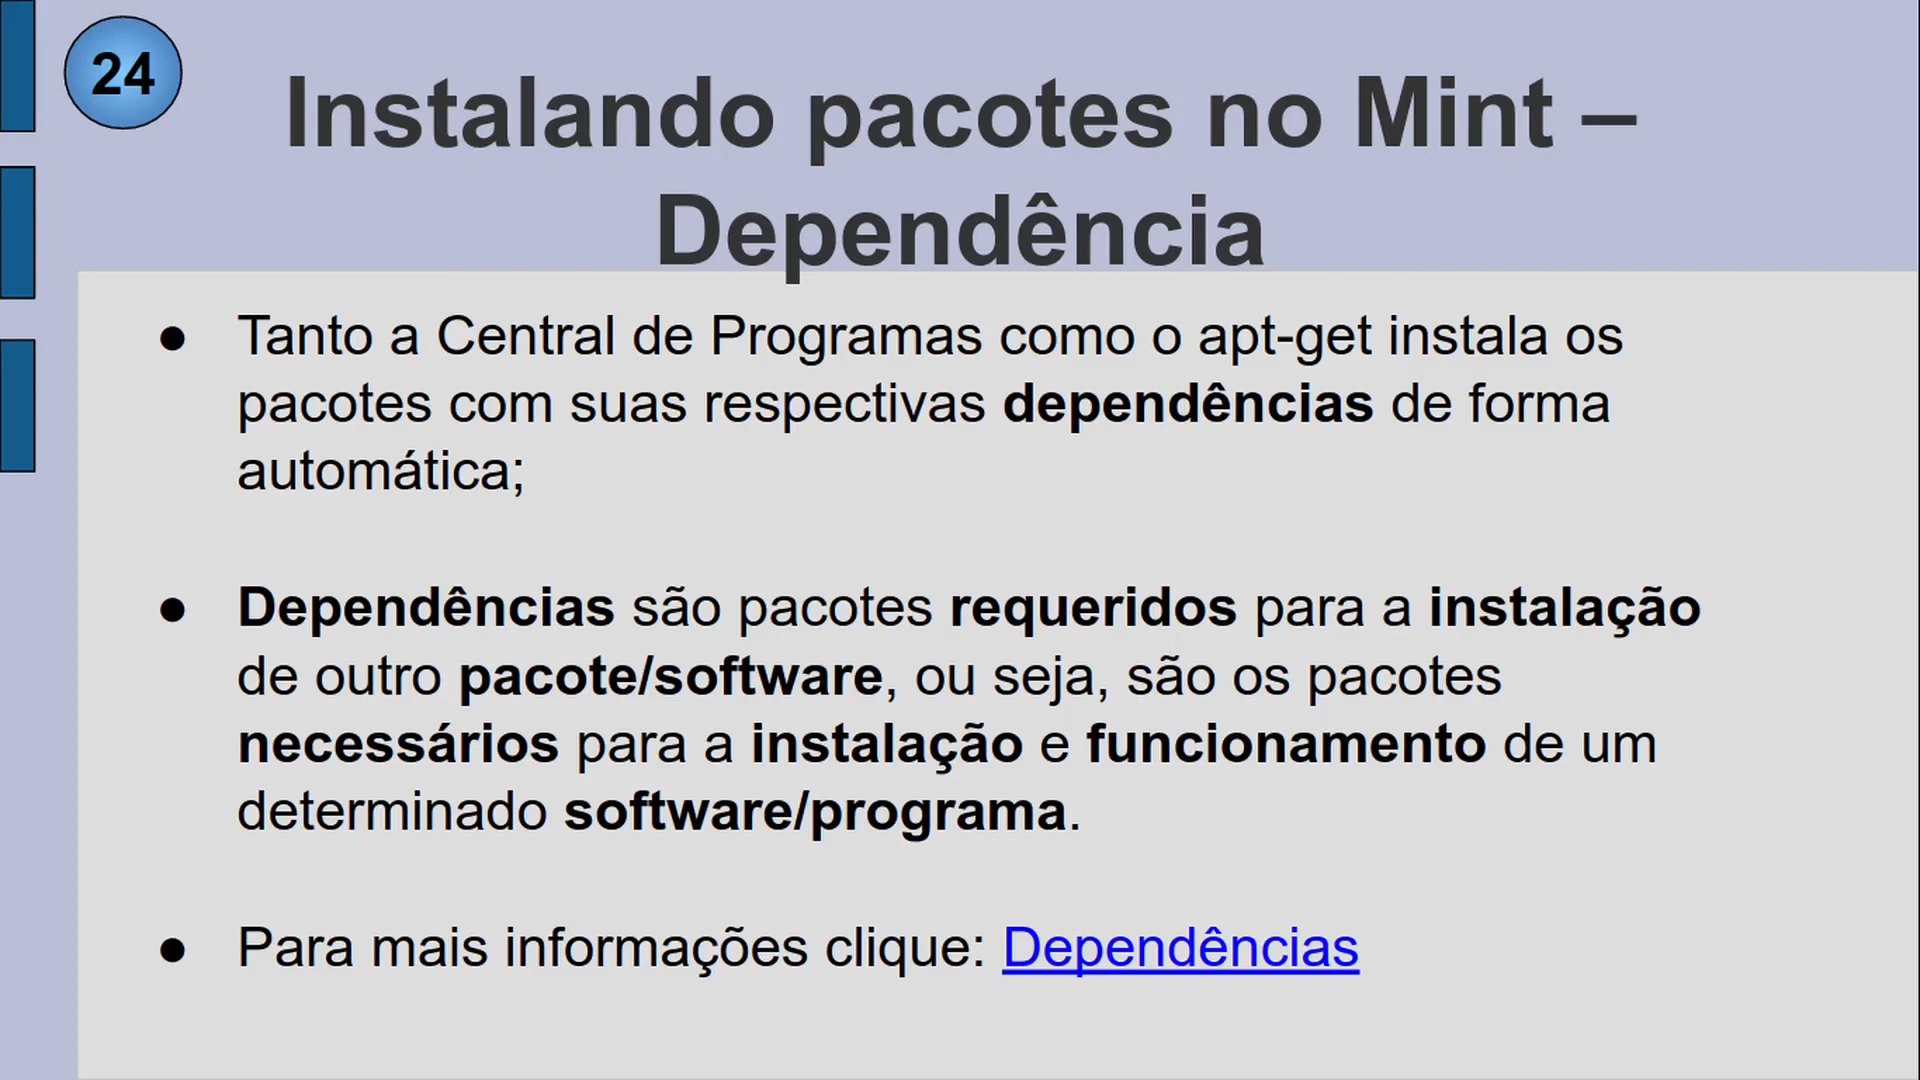 24
Instalando pacotes no Mint –
Dependência
● Tanto a Central de Programas como o apt-get instala os
pacotes com suas respectivas dependências de forma
automática;
● Dependências são pacotes requeridos para a instalação
de outro pacote/software, ou seja, são os pacotes
necessários para a instalação e funcionamento de um
determinado software/programa.
● Para mais informações clique: Dependências